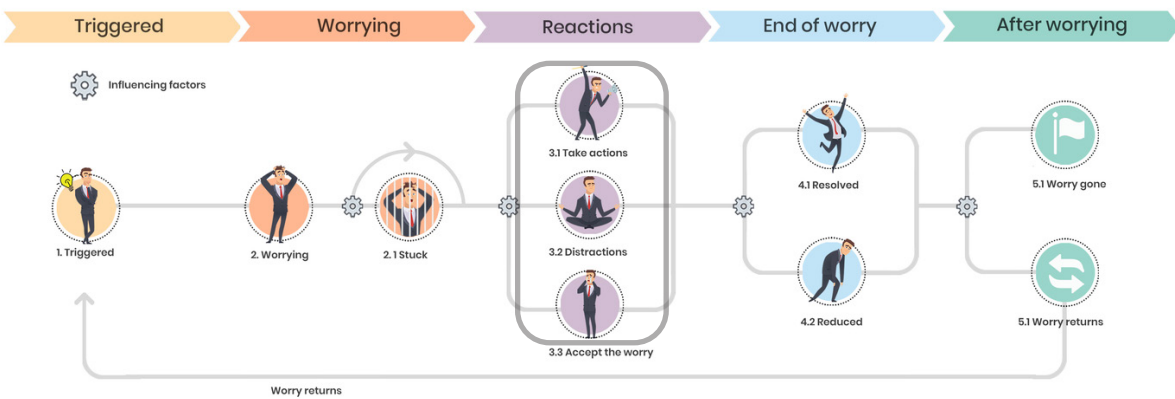 Triggered
Worrying
Reactions
End of worry
After worrying
Influencing factors
3.1 Take actions
4.1 Resolved
5.1 Worry gone
1. Triggered
2. Worrying
2. 1 Stuck
3.2 Distractions
4.2 Reduced
5.1 Worry returns
3.3 Accept the worry
Worry returns